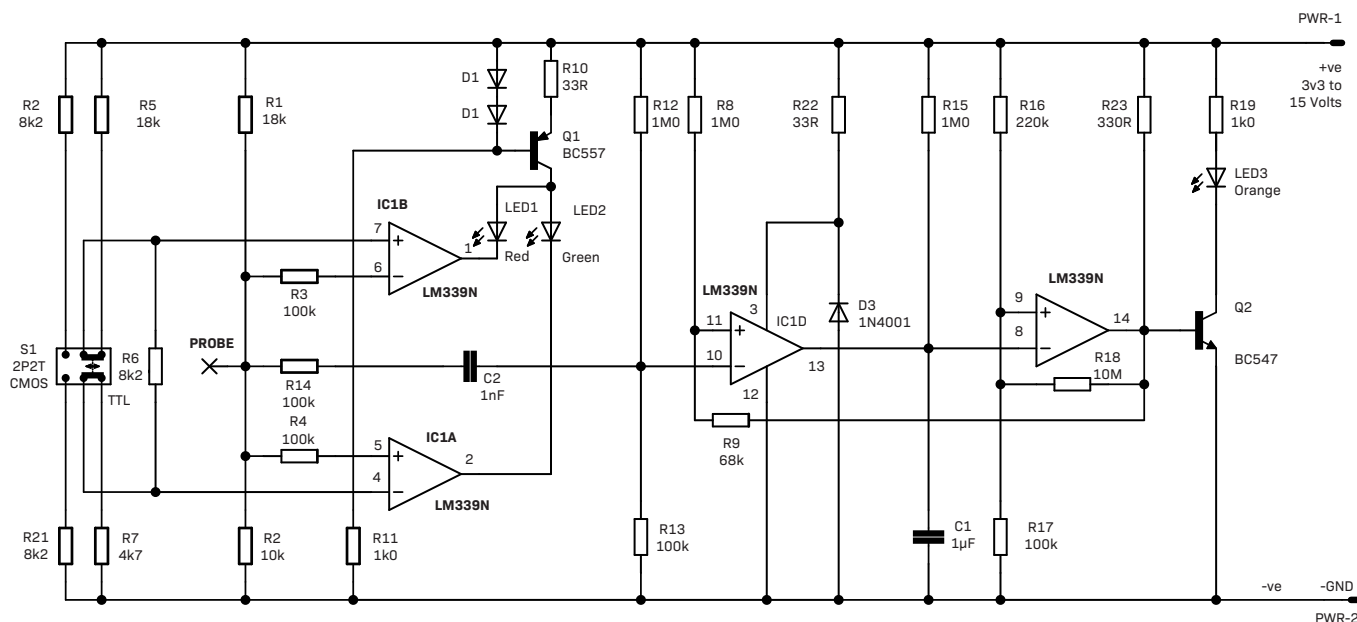 PWR-1
+ve
3v3 to
15 Volts
R2
8k2
R5
18k
R1
18k
D1
D1
R10
33R
Q1
BC557
R12
1M0
R8
1M0
R22
33R
R15
1M0
R16
220k
R23
330R
R19
1k0
LED3
Orange
IC1B
7
+
6
−
1
LM339N
LED1
Red
LED2
Green
R3
100k
PROBE
S1
2P2T
CMOS
TTL
R6
8k2
R14
100k
C2
1nF
R4
100k
IC1A
5
+
4
−
2
LM339N
LM339N
3
IC1D
11
+
10
−
13
12
D3
1N4001
R9
68k
LM339N
9
+
8
−
14
R18
10M
Q2
BC547
R21
8k2
R7
4k7
R2
10k
R11
1k0
R13
100k
C1
1µF
R17
100k
-ve
-GND
PWR-2